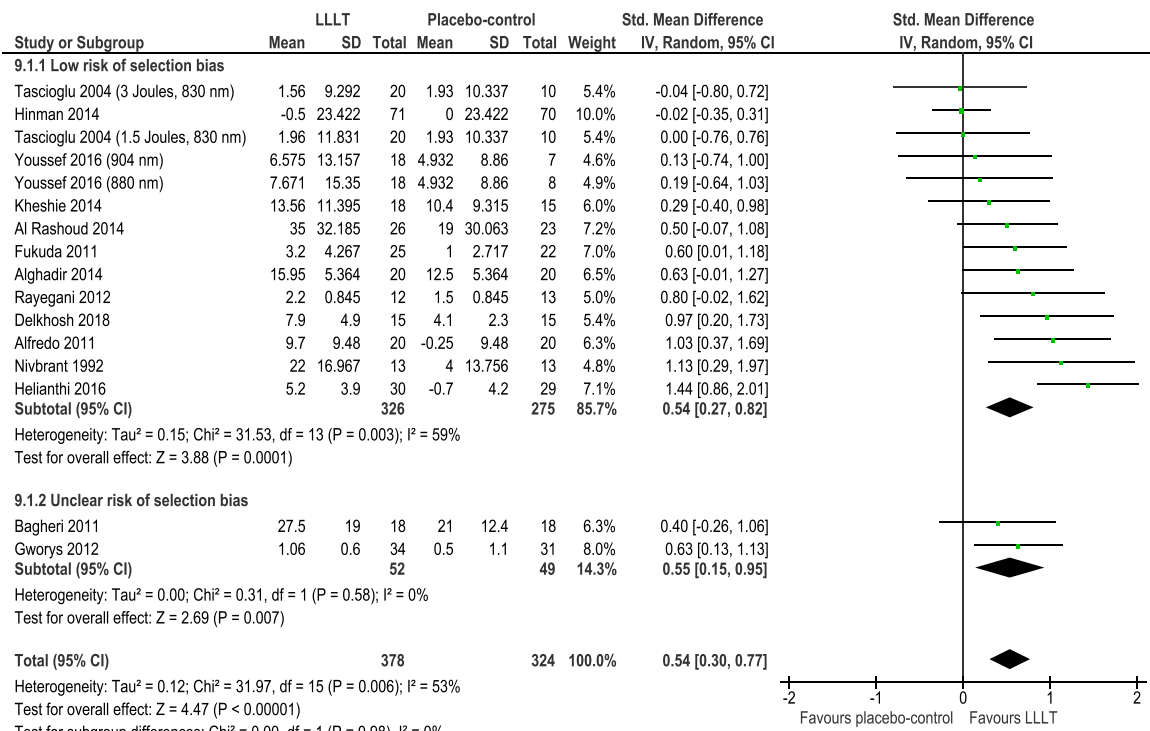 LLLT Placebo-control Std. Mean Difference Std. Mean Difference
Study or Subgroup Mean SD Total Mean SD Total Weight IV, Random, 95% CI IV, Random, 95% CI
9.1.1 Low risk of selection bias
Tascioglu 2004 (3 Joules, 830 nm) 1.56 9.292 20 1.93 10.337 10 5.4% -0.04 [-0.80, 0.72]
Hinman 2014 -0.5 23.422 71 0 23.422 70 10.0% -0.02 [-0.35, 0.31]
Tascioglu 2004 (1.5 Joules, 830 nm) 1.96 11.831 20 1.93 10.337 10 5.4% 0.00 [-0.76, 0.76]
Youssef 2016 (904 nm) 6.575 13.157 18 4.932 8.86 7 4.6% 0.13 [-0.74, 1.00]
Youssef 2016 (880 nm) 7.671 15.35 18 4.932 8.86 8 4.9% 0.19 [-0.64, 1.03]
Kheshie 2014 13.56 11.395 18 10.4 9.315 15 6.0% 0.29 [-0.40, 0.98]
Al Rashoud 2014 35 32.185 26 19 30.063 23 7.2% 0.50 [-0.07, 1.08]
Fukuda 2011 3.2 4.267 25 1 2.717 22 7.0% 0.60 [0.01, 1.18]
Alghadir 2014 15.95 5.364 20 12.5 5.364 20 6.5% 0.63 [-0.01, 1.27]
Rayegani 2012 2.2 0.845 12 1.5 0.845 13 5.0% 0.80 [-0.02, 1.62]
Delkhosh 2018 7.9 4.9 15 4.1 2.3 15 5.4% 0.97 [0.20, 1.73]
Alfredo 2011 9.7 9.48 20 -0.25 9.48 20 6.3% 1.03 [0.37, 1.69]
Nivbrant 1992 22 16.967 13 4 13.756 13 4.8% 1.13 [0.29, 1.97]
Helianthi 2016 5.2 3.9 30 -0.7 4.2 29 7.1% 1.44 [0.86, 2.01]
Subtotal (95% CI) 326 275 85.7% 0.54 [0.27, 0.82]
Heterogeneity: Tau² = 0.15; Chi² = 31.53, df = 13 (P = 0.003); I² = 59%
Test for overall effect: Z = 3.88 (P = 0.0001)
9.1.2 Unclear risk of selection bias
Bagheri 2011 27.5 19 18 21 12.4 18 6.3% 0.40 [-0.26, 1.06]
Gworys 2012 1.06 0.6 34 0.5 1.1 31 8.0% 0.63 [0.13, 1.13]
Subtotal (95% CI) 52 49 14.3% 0.55 [0.15, 0.95]
Heterogeneity: Tau² = 0.00; Chi² = 0.31, df = 1 (P = 0.58); I² = 0%
Test for overall effect: Z = 2.69 (P = 0.007)
Total (95% CI) 378 324 100.0% 0.54 [0.30, 0.77]
Heterogeneity: Tau² = 0.12; Chi² = 31.97, df = 15 (P = 0.006); I² = 53%
Test for overall effect: Z = 4.47 (P < 0.00001)
Test for subgroup differences: Chi² = 0.00, df = 1 (P = 0.98), I² = 0%
-2 -1 0 1 2
Favours placebo-control Favours LLLT